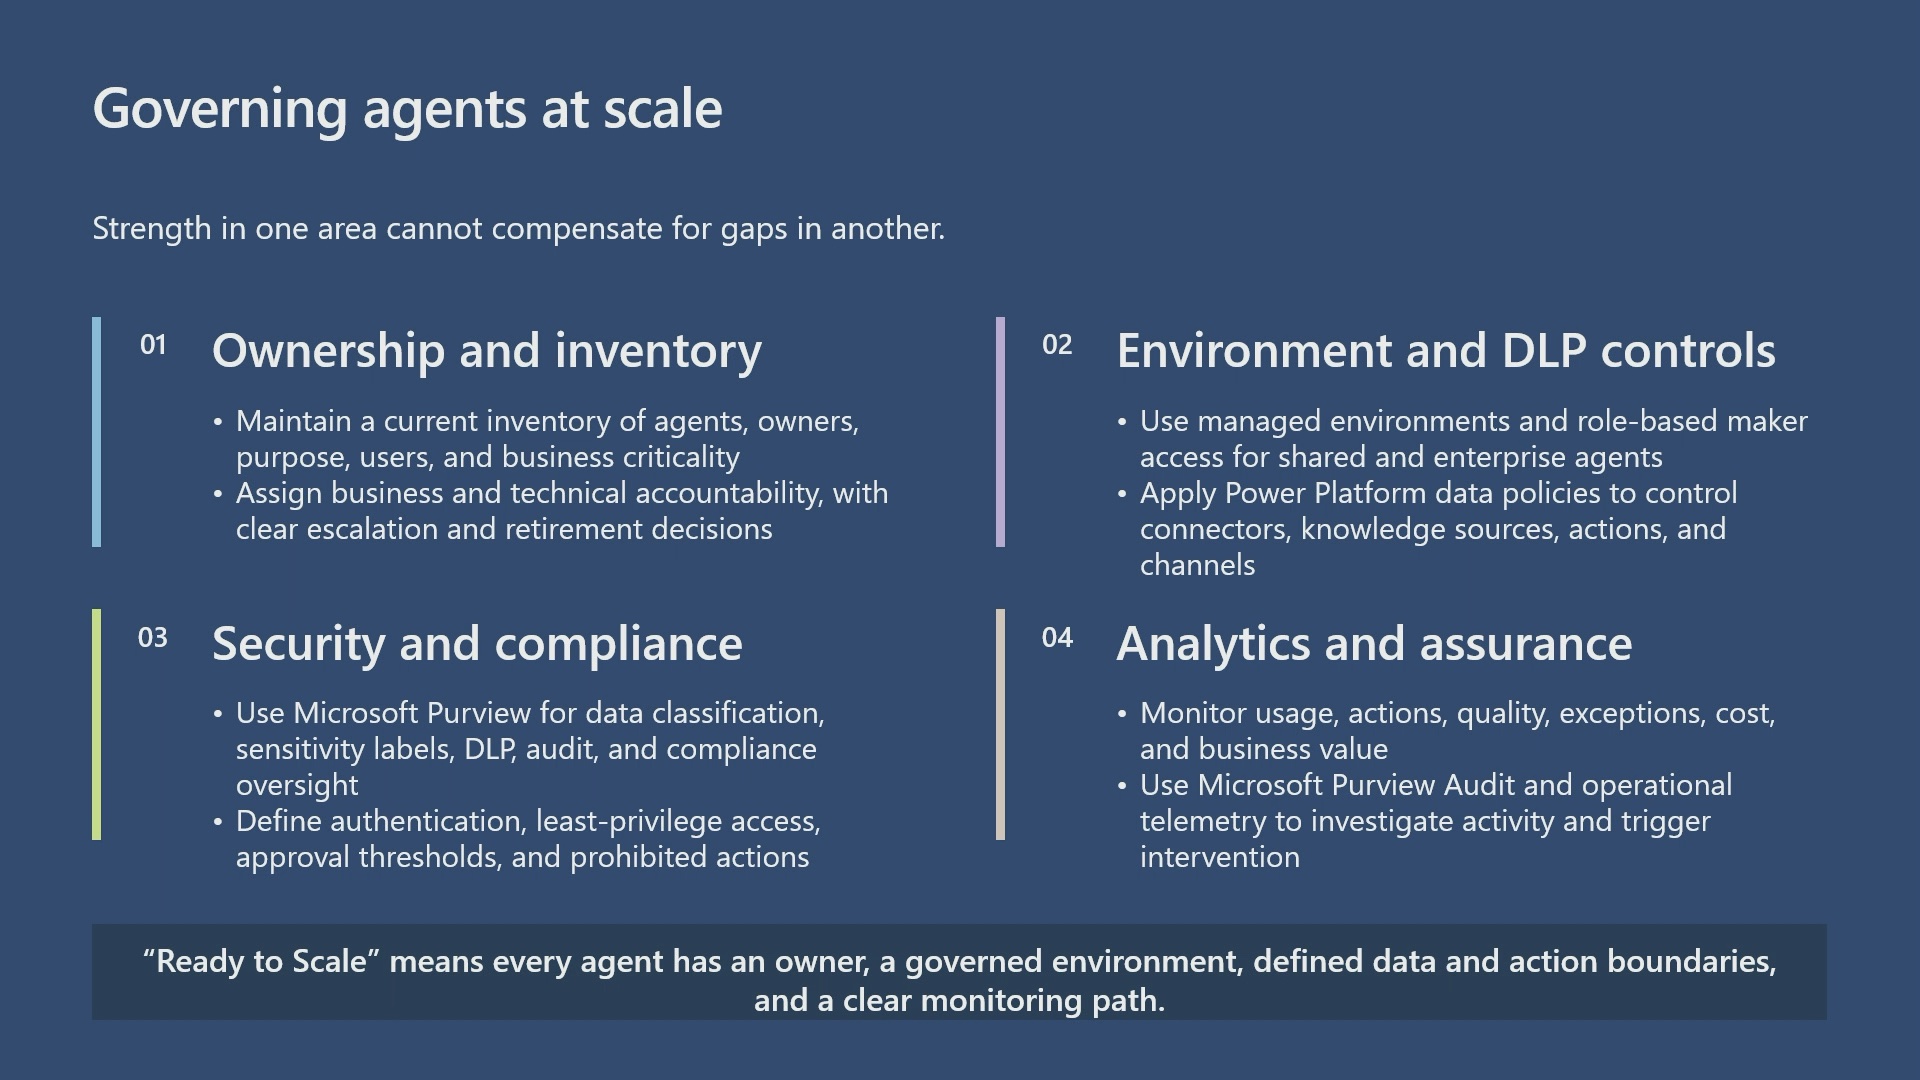 Governing agents at scale
Strength in one area cannot compensate for gaps in another.
01
Ownership and inventory
• Maintain a current inventory of agents, owners,
purpose, users, and business criticality
• Assign business and technical accountability, with
clear escalation and retirement decisions
02
Environment and DLP controls
• Use managed environments and role-based maker
access for shared and enterprise agents
• Apply Power Platform data policies to control
connectors, knowledge sources, actions, and
channels
03
Security and compliance
• Use Microsoft Purview for data classification,
sensitivity labels, DLP, audit, and compliance
oversight
• Define authentication, least-privilege access,
approval thresholds, and prohibited actions
04
Analytics and assurance
• Monitor usage, actions, quality, exceptions, cost,
and business value
• Use Microsoft Purview Audit and operational
telemetry to investigate activity and trigger
intervention
“Ready to Scale” means every agent has an owner, a governed environment, defined data and action boundaries,
and a clear monitoring path.